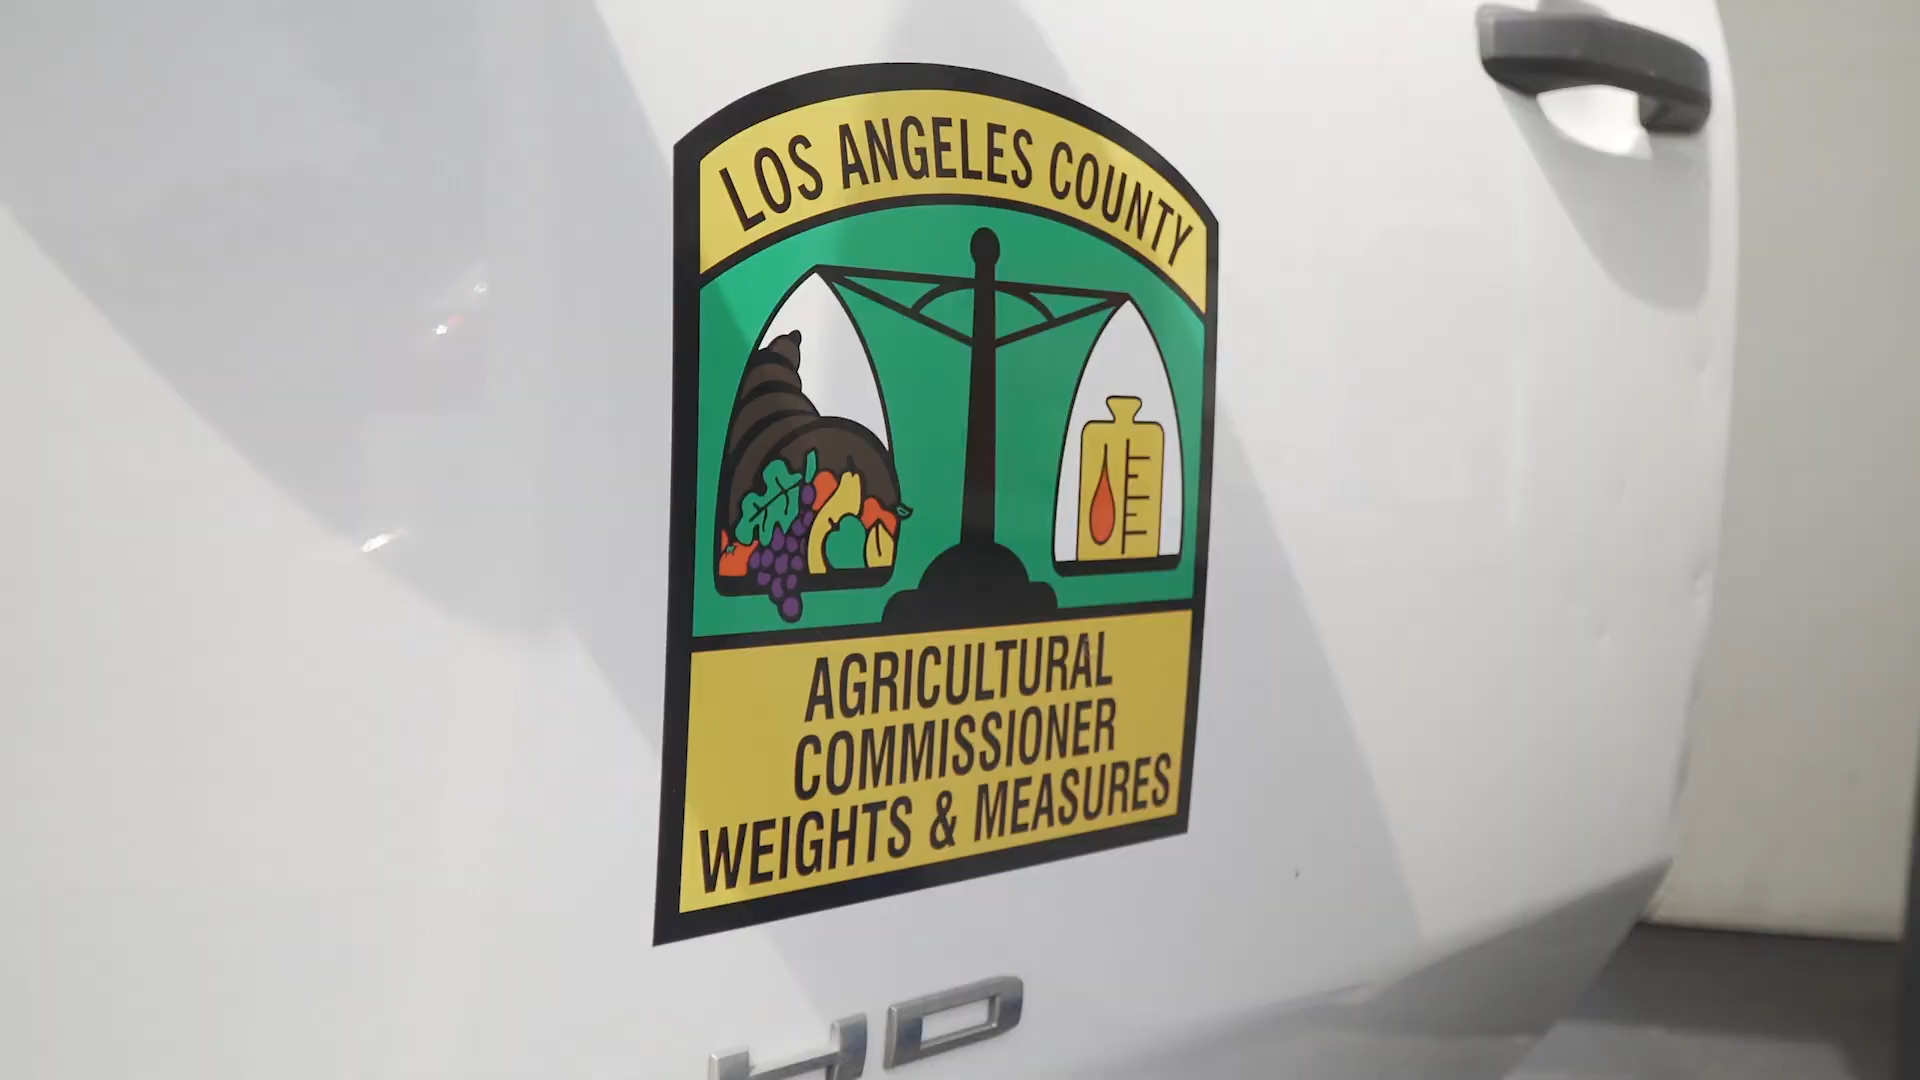 LOS ANGELES COUNTY
AGRICULTURAL
COMMISSIONER
WEIGHTS & MEASURES
HD